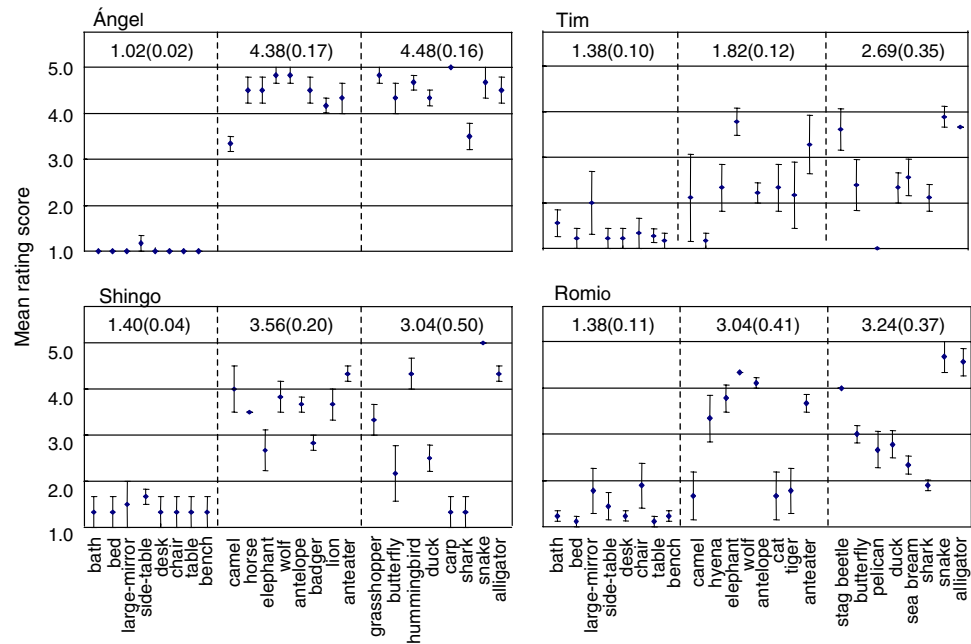 Ángel
1.02(0.02) 4.38(0.17) 4.48(0.16)
5.0
4.0
3.0
2.0
1.0
Tim
1.38(0.10) 1.82(0.12) 2.69(0.35)
Mean rating score
Shingo
1.40(0.04) 3.56(0.20) 3.04(0.50)
5.0
4.0
3.0
2.0
1.0
bath
bed
large-mirror
side-table
desk
chair
table
bench
camel
horse
elephant
wolf
antelope
badger
lion
anteater
grasshopper
butterfly
hummingbird
duck
carp
shark
snake
alligator
Romio
1.38(0.11) 3.04(0.41) 3.24(0.37)
bath
bed
large-mirror
side-table
desk
chair
table
bench
camel
hyena
elephant
wolf
antelope
cat
tiger
anteater
stag beetle
butterfly
pelican
duck
sea bream
shark
snake
alligator